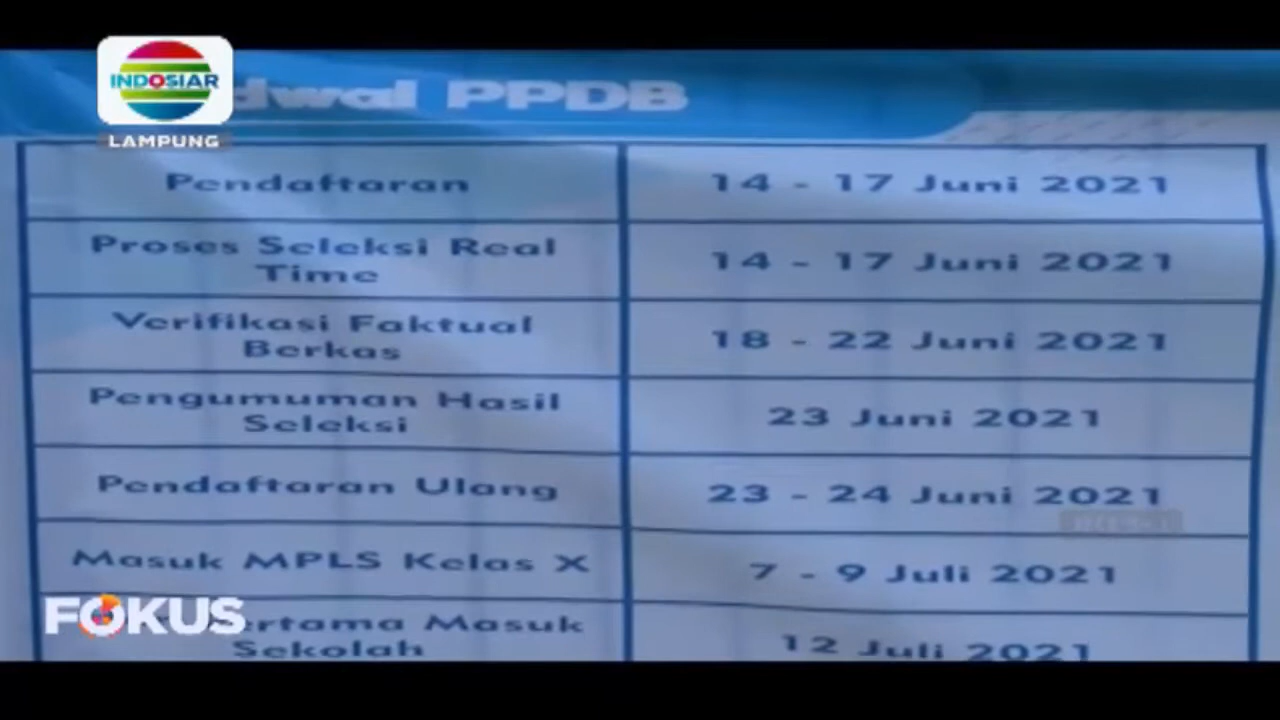 INDOSIAR
LAMPUNG
dwal PPDB
Pendaftaran
14 - 17 Juni 2021
Proses Seleksi Real
Time
14 - 17 Juni 2021
Verifikasi Faktual
Berkas
18 - 22 Juni 2021
Pengumuman Hasil
Seleksi
23 Juni 2021
Pendaftaran Ulang
23 - 24 Juni 2021
Masuk MPLS Kelas X
7 - 9 Juli 2021
FOKUS
ertama Masuk
Sekolah
12 Juli 2021